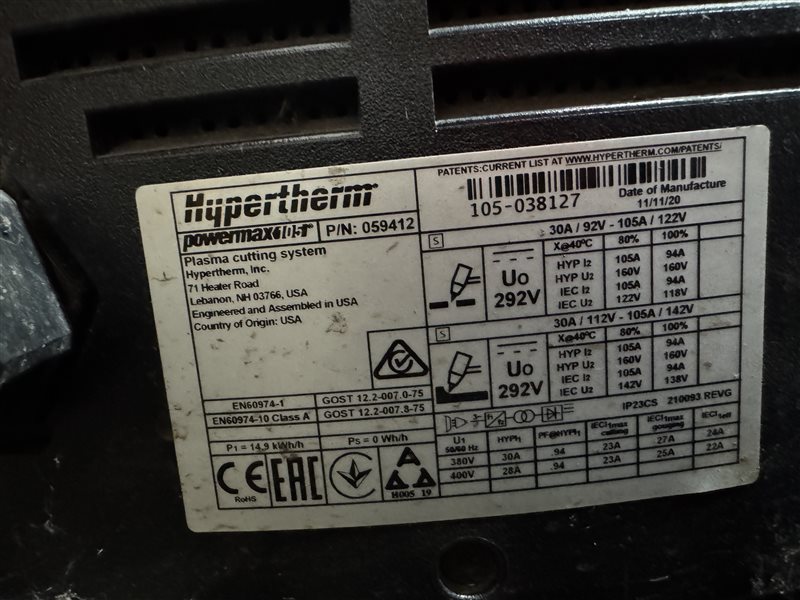 PATENTS:CURRENT LIST AT WWW.HYPERTHERM.COM/PATENTS/
Hypertherm
powermax105
P/N: 059412
Plasma cutting system
Hypertherm, Inc.
71 Heater Road
Lebanon, NH 03766, USA
Engineered and Assembled in USA
Country of Origin: USA
105-038127
Date of Manufacture
11/11/20
S
30A / 92V - 105A / 122V
U0
292V
X@40°C 80% 100%
HYP I2 105A 94A
HYP U2 160V 160V
IEC I2 105A 94A
IEC U2 122V 118V
S
30A / 112V - 105A / 142V
U0
292V
X@40°C 80% 100%
HYP I2 105A 94A
HYP U2 160V 160V
IEC I2 105A 94A
IEC U2 142V 138V
EN60974-1 GOST 12.2-007.0-75
EN60974-10 Class A GOST 12.2-007.8-75
P1 = 14,9 kWh/h Ps = 0 Wh/h
CE
RoHS
EAC
A
H005 19
f1
f2
IP23CS 210093 REVG
U1 50/60 Hz HYPI1 PF@HYPI1 IECI1max cutting IECI1max gouging IECI1eff
380V 30A .94 23A 27A 24A
400V 28A .94 23A 25A 22A